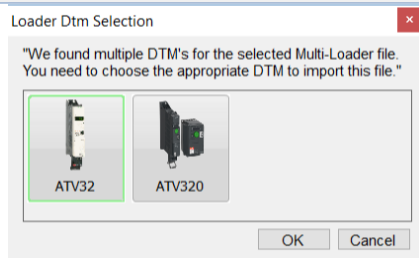 Loader Dtm Selection
"We found multiple DTM's for the selected Multi-Loader file.
You need to choose the appropriate DTM to import this file."
ATV32
ATV320
OK
Cancel